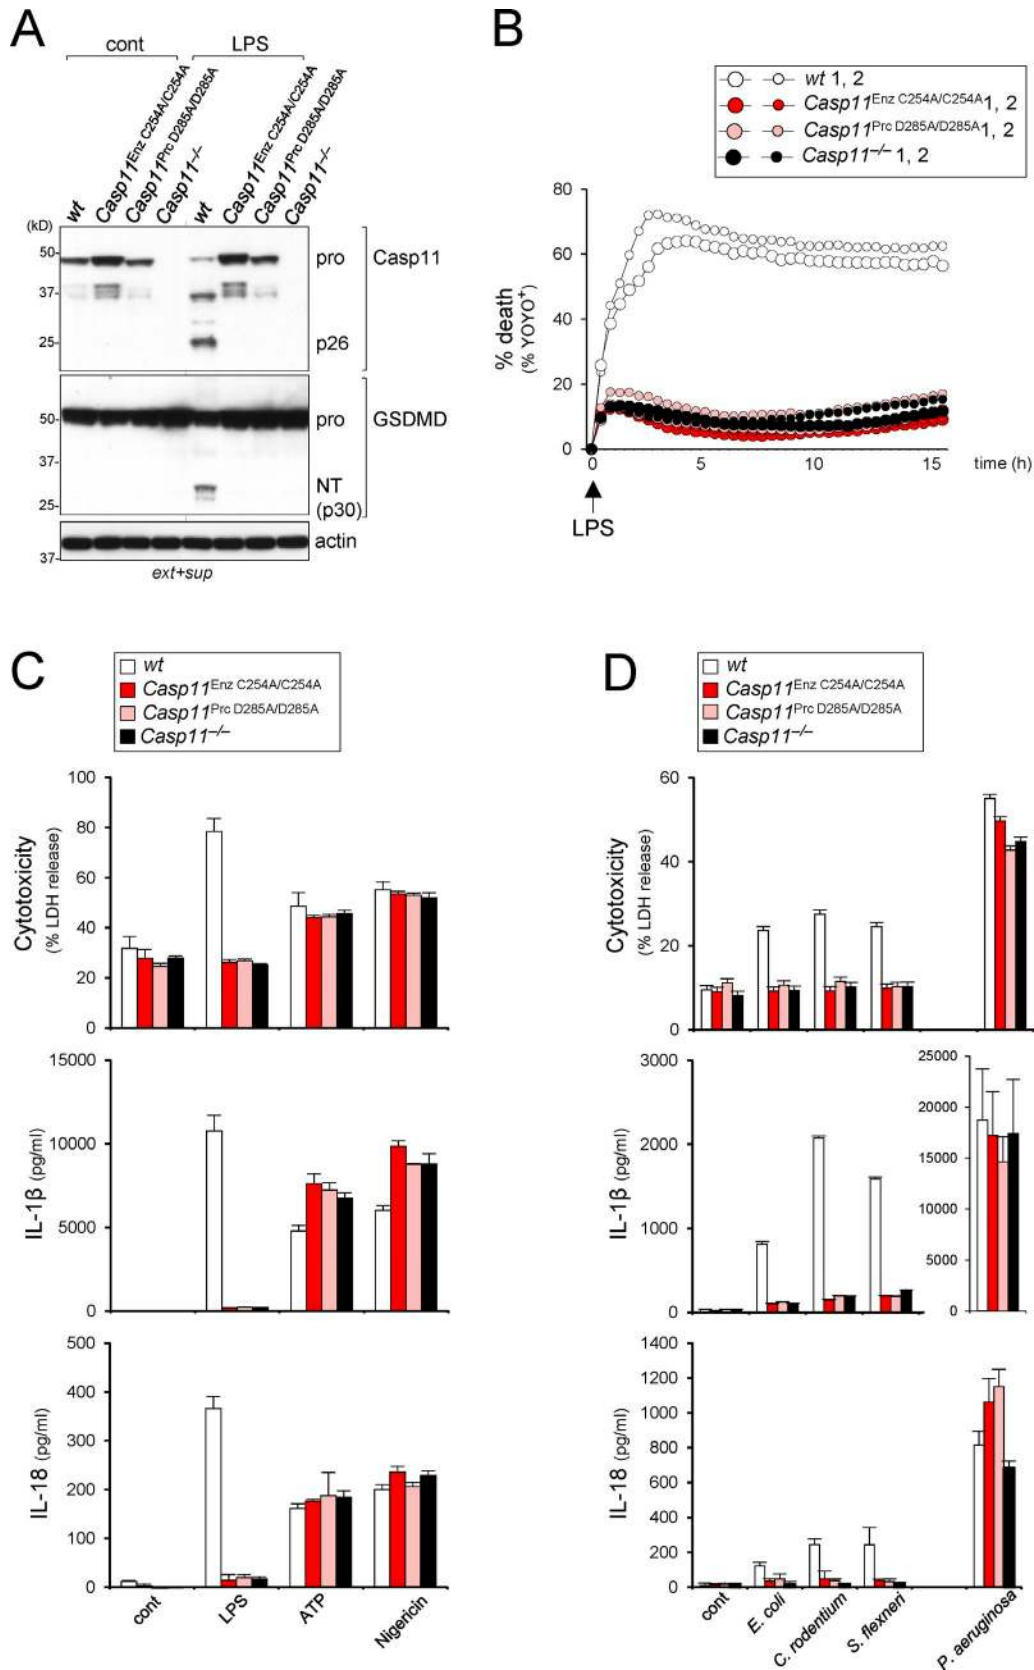 A
cont
LPS
wt
Casp11Enz C254A/C254A
Casp11Prc D285A/D285A
Casp11–/–
wt
Casp11Enz C254A/C254A
Casp11Prc D285A/D285A
Casp11–/–
(kD)
50
37
25
pro
p26
Casp11
50
37
25
pro
NT
(p30)
GSDMD
37
actin
ext+sup
B
wt 1, 2
Casp11Enz C254A/C254A1, 2
Casp11Prc D285A/D285A1, 2
Casp11–/– 1, 2
% death
(% YOYO+)
80
60
40
20
0
0
5
10
15
time (h)
LPS
C
wt
Casp11Enz C254A/C254A
Casp11Prc D285A/D285A
Casp11–/–
Cytotoxicity
(% LDH release)
100
80
60
40
20
0
IL-1β (pg/ml)
15000
10000
5000
0
IL-18 (pg/ml)
500
400
300
200
100
0
cont
LPS
ATP
Nigericin
D
wt
Casp11Enz C254A/C254A
Casp11Prc D285A/D285A
Casp11–/–
Cytotoxicity
(% LDH release)
60
40
20
0
IL-1β (pg/ml)
3000
2000
1000
0
25000
20000
15000
10000
5000
0
IL-18 (pg/ml)
1400
1200
1000
800
600
400
200
0
cont
E. coli
C. rodentium
S. flexneri
P. aeruginosa